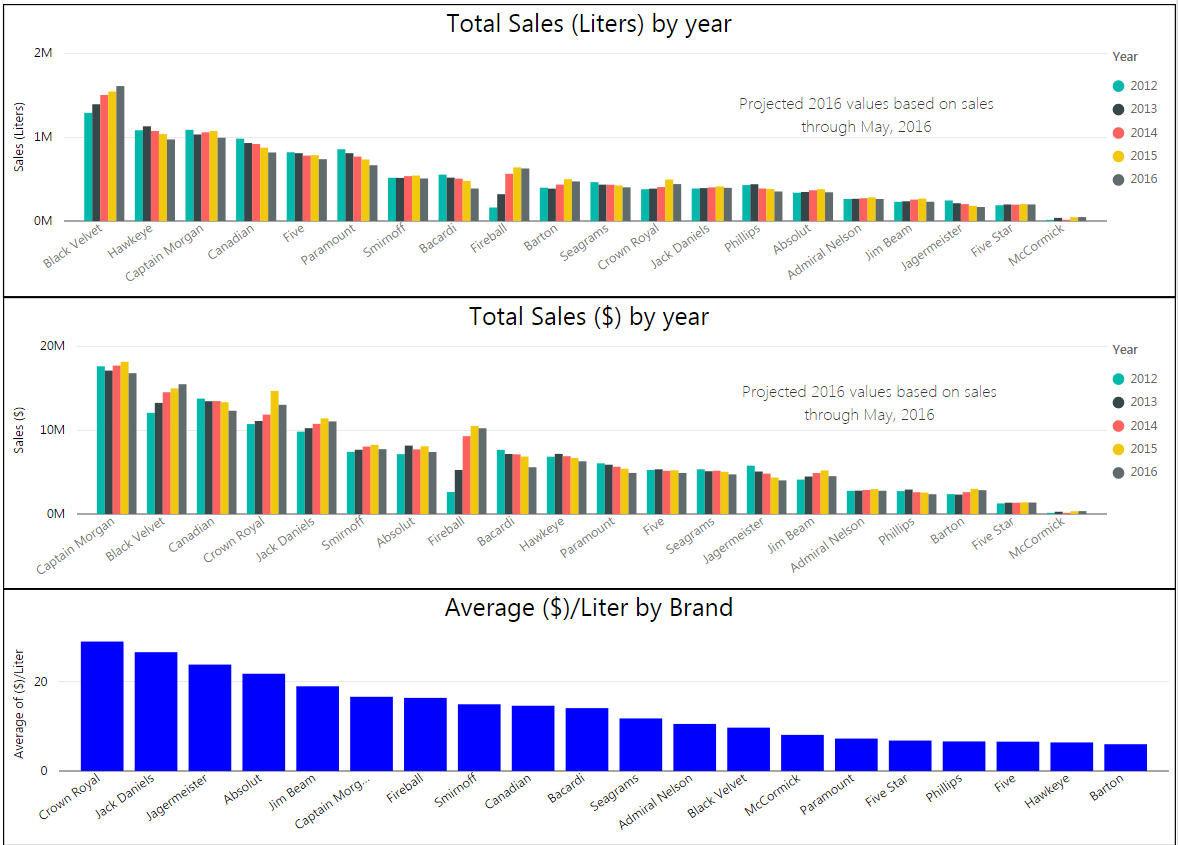 Total Sales (Liters) by year
Sales (Liters)
2M
1M
0M
Projected 2016 values based on sales
through May, 2016
Year
2012
2013
2014
2015
2016
Black Velvet
Hawkeye
Captain Morgan
Canadian
Five
Paramount
Smirnoff
Bacardi
Fireball
Barton
Seagrams
Crown Royal
Jack Daniels
Phillips
Absolut
Admiral Nelson
Jim Beam
Jagermeister
Five Star
McCormick
Total Sales ($) by year
Sales ($)
20M
10M
0M
Projected 2016 values based on sales
through May, 2016
Year
2012
2013
2014
2015
2016
Captain Morgan
Black Velvet
Canadian
Crown Royal
Jack Daniels
Smirnoff
Absolut
Fireball
Bacardi
Hawkeye
Paramount
Five
Seagrams
Jagermeister
Jim Beam
Admiral Nelson
Phillips
Barton
Five Star
McCormick
Average ($)/Liter by Brand
Average of ($)/Liter
20
0
Crown Royal
Jack Daniels
Jagermeister
Absolut
Jim Beam
Captain Morg...
Fireball
Smirnoff
Canadian
Bacardi
Seagrams
Admiral Nelson
Black Velvet
McCormick
Paramount
Five Star
Phillips
Five
Hawkeye
Barton